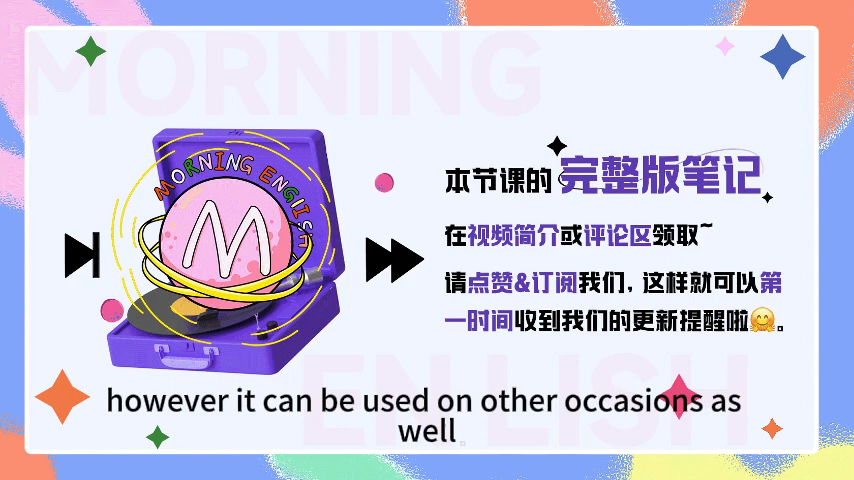 MORNING
MORNING ENGlISH
M
本节课的 完整版笔记
在视频简介或评论区领取~
请点赞&订阅我们，这样就可以第
一时间收到我们的更新提醒啦🤗。
EN LISH
however it can be used on other occasions as
well。